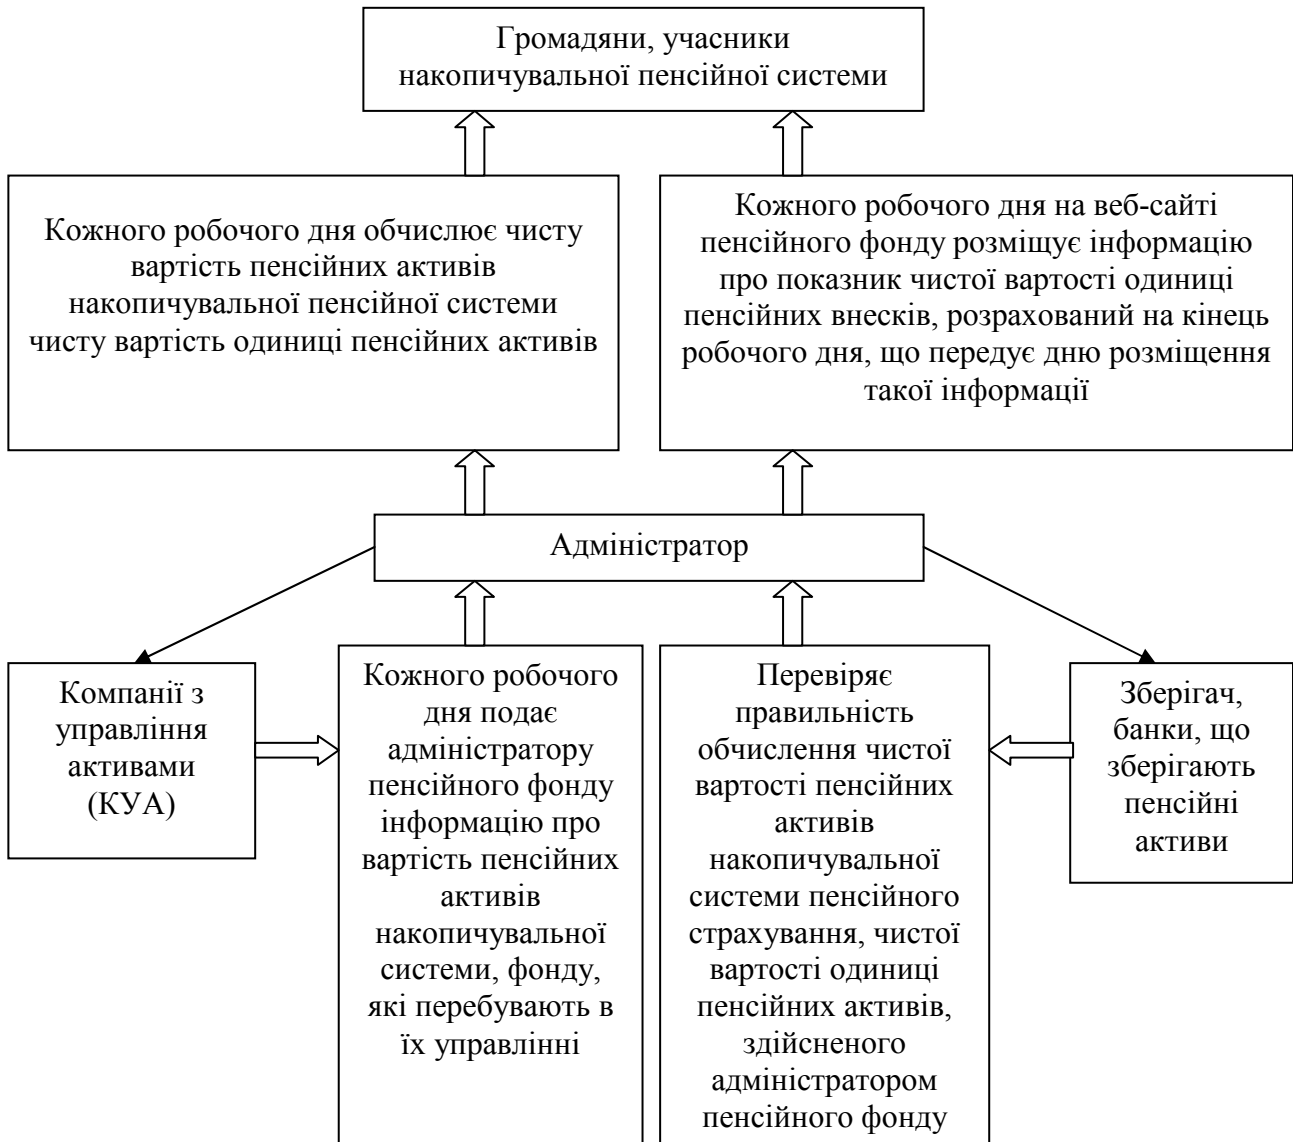 Громадяни, учасники
накопичувальної пенсійної системи
Кожного робочого дня обчислює чисту
вартість пенсійних активів
накопичувальної пенсійної системи
чисту вартість одиниці пенсійних активів
Кожного робочого дня на веб-сайті
пенсійного фонду розміщує інформацію
про показник чистої вартості одиниці
пенсійних внесків, розрахований на кінець
робочого дня, що передує дню розміщення
такої інформації
Адміністратор
Компанії з
управління
активами
(КУА)
Кожного робочого
дня подає
адміністратору
пенсійного фонду
інформацію про
вартість пенсійних
активів
накопичувальної
системи, фонду,
які перебувають в
їх управлінні
Перевіряє
правильність
обчислення чистої
вартості пенсійних
активів
накопичувальної
системи пенсійного
страхування, чистої
вартості одиниці
пенсійних активів,
здійсненого
адміністратором
пенсійного фонду
Зберігач,
банки, що
зберігають
пенсійні
активи